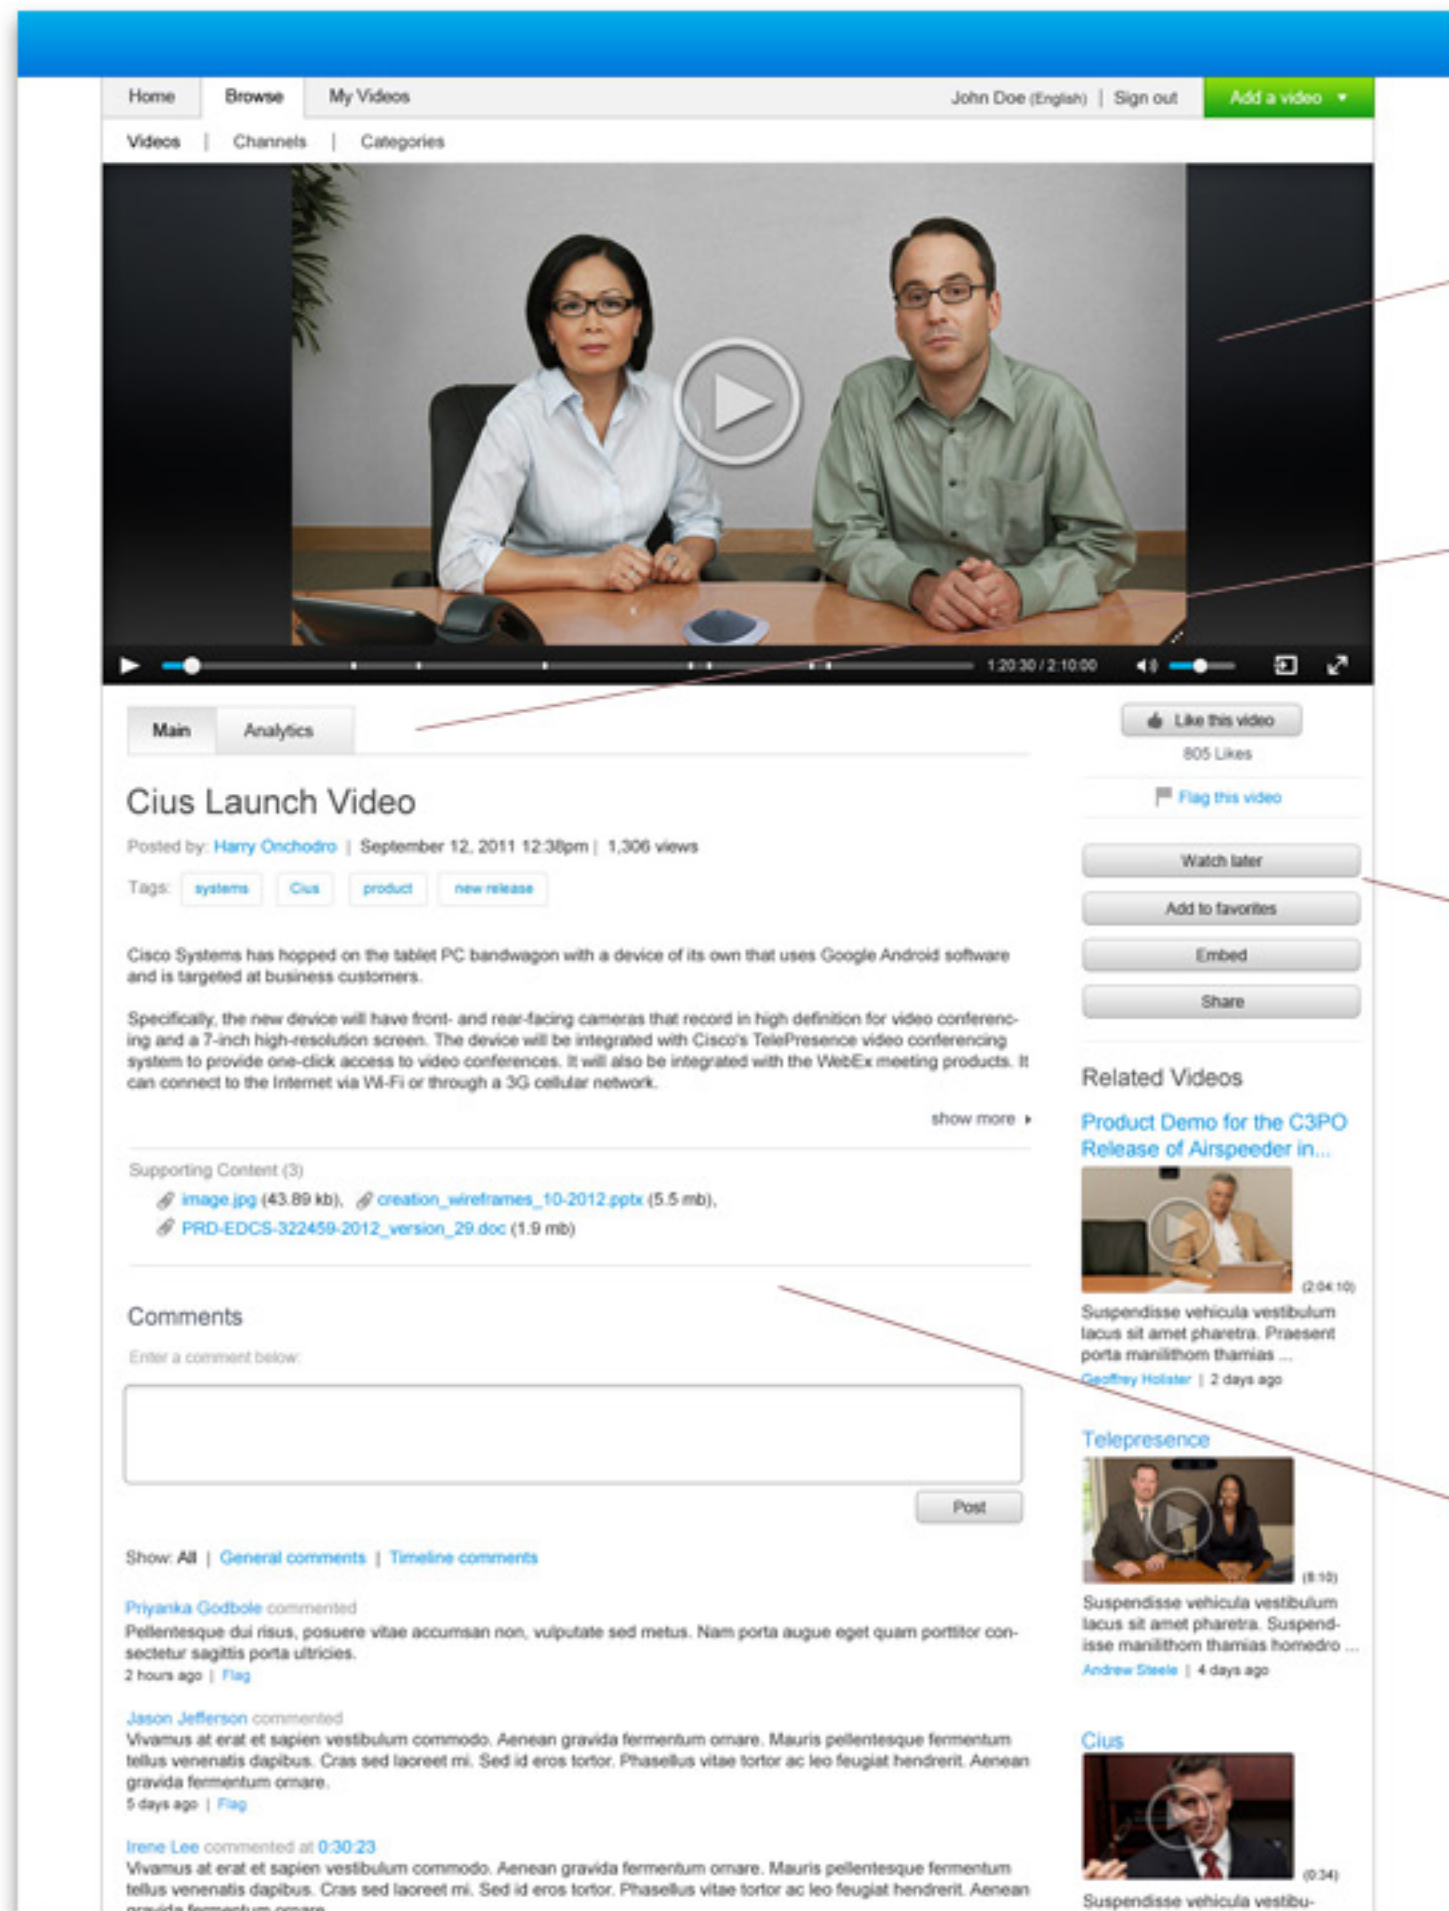 Home Browse My Videos John Doe (English) | Sign out Add a video
Videos | Channels | Categories
1:20:30 / 2:10:00
Main Analytics
Cius Launch Video
Posted by: Harry Onchodro | September 12, 2011 12:38pm | 1,306 views
Tags: systems Cius product new release
Cisco Systems has hopped on the tablet PC bandwagon with a device of its own that uses Google Android software
and is targeted at business customers.
Specifically, the new device will have front- and rear-facing cameras that record in high definition for video conferenc-
ing and a 7-inch high-resolution screen. The device will be integrated with Cisco's TelePresence video conferencing
system to provide one-click access to video conferences. It will also be integrated with the WebEx meeting products. It
can connect to the Internet via Wi-Fi or through a 3G cellular network.
show more
Supporting Content (3)
image.jpg (43.89 kb), creation_wireframes_10-2012.pptx (5.5 mb),
PRD-EDCS-322459-2012_version_29.doc (1.9 mb)
Comments
Enter a comment below:
Post
Show: All | General comments | Timeline comments
Priyanka Godbole commented
Pellentesque dui risus, posuere vitae accumsan non, vulputate sed metus. Nam porta augue eget quam porttitor con-
sectetur sagittis porta ultricies.
2 hours ago | Flag
Jason Jefferson commented
Vivamus at erat et sapien vestibulum commodo. Aenean gravida fermentum ornare. Mauris pellentesque fermentum
tellus venenatis dapibus. Cras sed laoreet mi. Sed id eros tortor. Phasellus vitae tortor ac leo feugiat hendrerit. Aenean
gravida fermentum ornare.
5 days ago | Flag
Irene Lee commented at 0:30:23
Vivamus at erat et sapien vestibulum commodo. Aenean gravida fermentum ornare. Mauris pellentesque fermentum
tellus venenatis dapibus. Cras sed laoreet mi. Sed id eros tortor. Phasellus vitae tortor ac leo feugiat hendrerit. Aenean
gravida fermentum ornare
Like this video
805 Likes
Flag this video
Watch later
Add to favorites
Embed
Share
Related Videos
Product Demo for the C3PO
Release of Airspeeder in...
(2:04:10)
Suspendisse vehicula vestibulum
lacus sit amet pharetra. Praesent
porta manilithom thamias ...
Geoffrey Holister | 2 days ago
Telepresence
(8:10)
Suspendisse vehicula vestibulum
lacus sit amet pharetra. Suspend-
isse manilithom thamias homedro ...
Andrew Steele | 4 days ago
Cius
(0:34)
Suspendisse vehicula vestibu-